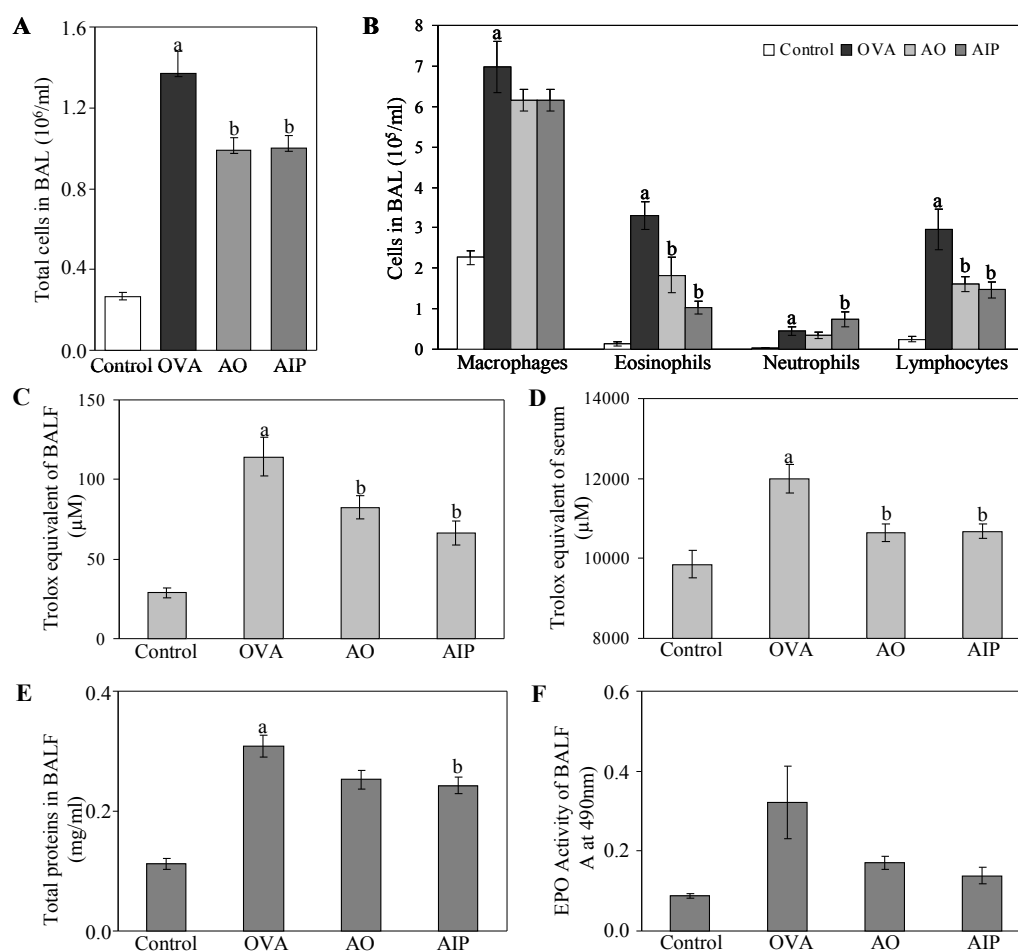 A
Total cells in BAL (10⁶/ml)
1.6
1.2
0.8
0.4
0.0
a
b
b
Control OVA AO AIP
B
Control OVA AO AIP
Cells in BAL (10⁵/ml)
8
7
6
5
4
3
2
1
0
a
a
b
b
a
b
a
b
b
Macrophages Eosinophils Neutrophils Lymphocytes
C
Trolox equivalent of BALF
(µM)
150
100
50
0
a
b
b
Control OVA AO AIP
D
Trolox equivalent of serum
(µM)
14000
12000
10000
8000
a
b
b
Control OVA AO AIP
E
Total proteins in BALF
(mg/ml)
0.4
0.2
0.0
a
b
Control OVA AO AIP
F
EPO Activity of BALF
A at 490nm)
0.6
0.4
0.2
0.0
Control OVA AO AIP